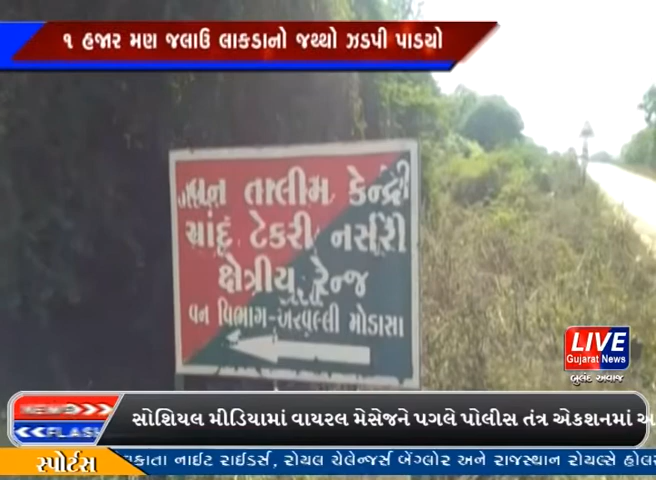 ૧ હજાર મણ જલાઉ લાકડાનો જથ્થો ઝડપી પાડયો
વન તાલીમ કેન્દ્ર
ચાંદ ટેકરી નર્સરી
ક્ષેત્રીય રેન્જ
વન વિભાગ-અરવલ્લી મોડાસા
LIVE
Gujarat News
બુલંદ અવાજ
NEWS
FLASH
સોશિયલ મીડિયામાં વાયરલ મેસેજને પગલે પોલીસ તંત્ર એકશનમાં
સ્પોર્ટસ
નાઈટ રાઈડર્સ, રોયલ ચેલેન્જર્સ બેંગ્લોર અને રાજસ્થાન રોયલ્સે